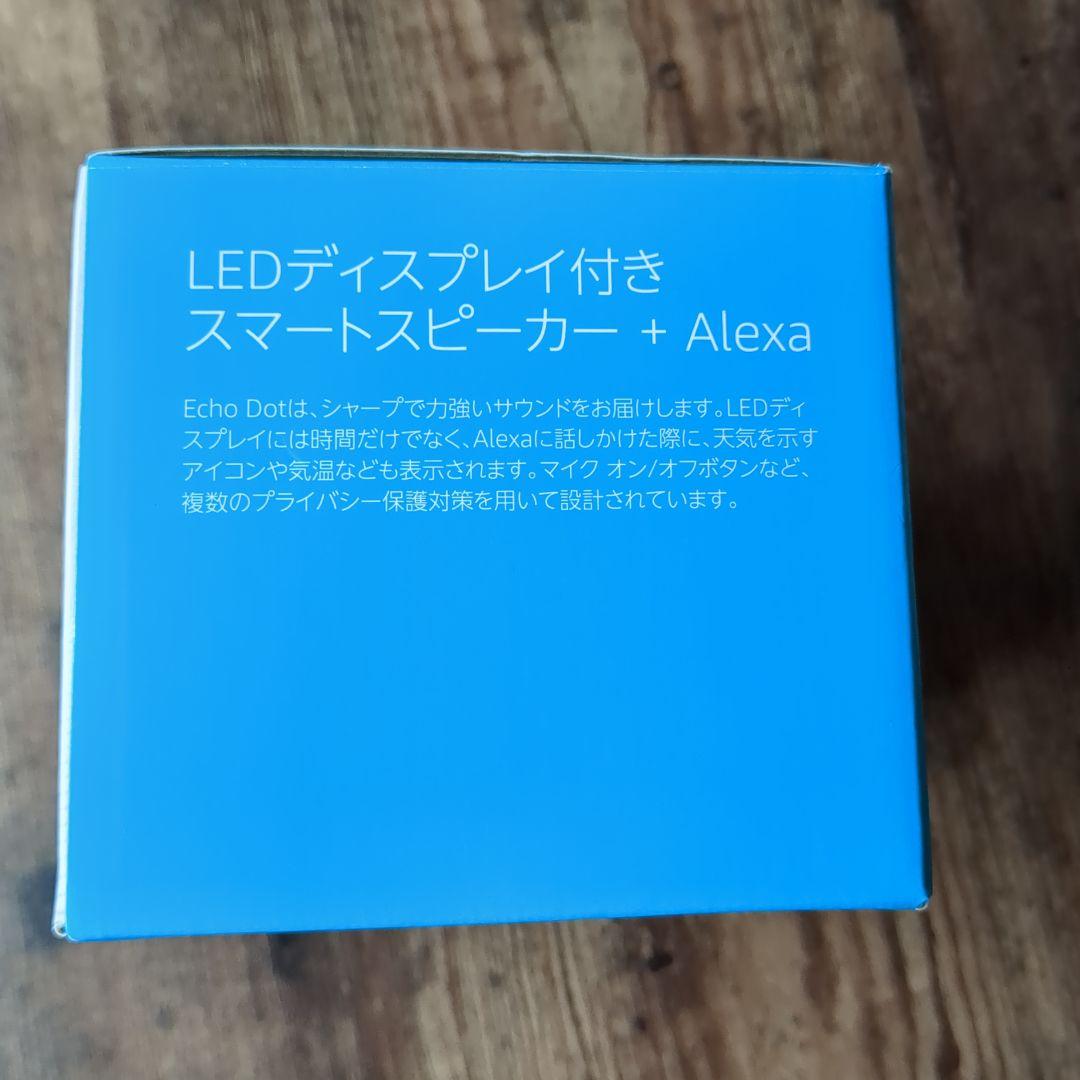 LEDディスプレイ付き
スマートスピーカー + Alexa
Echo Dotは、シャープで力強いサウンドをお届けします。LEDディ
スプレイには時間だけでなく、Alexaに話しかけた際に、天気を示す
アイコンや気温なども表示されます。マイク オン/オフボタンなど、
複数のプライバシー保護対策を用いて設計されています。